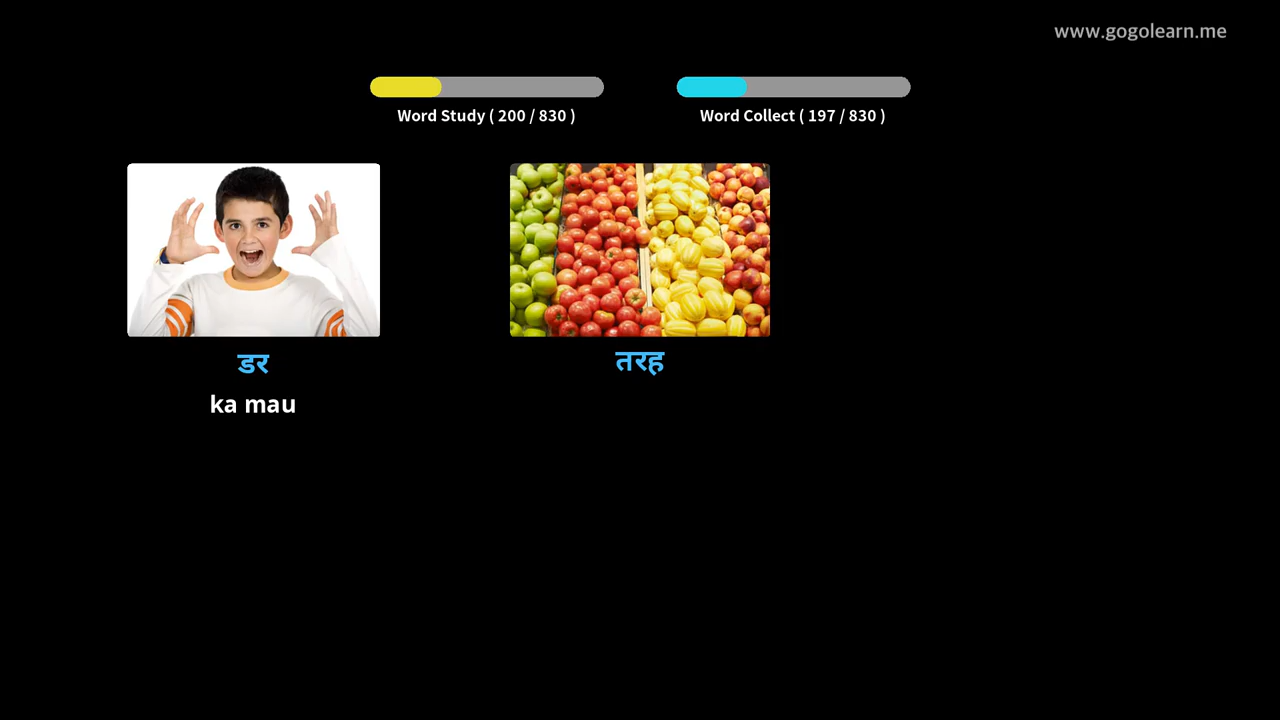 www.gogolearn.me
Word Study ( 200 / 830 )
Word Collect ( 197 / 830 )
डर
ka mau
तरह